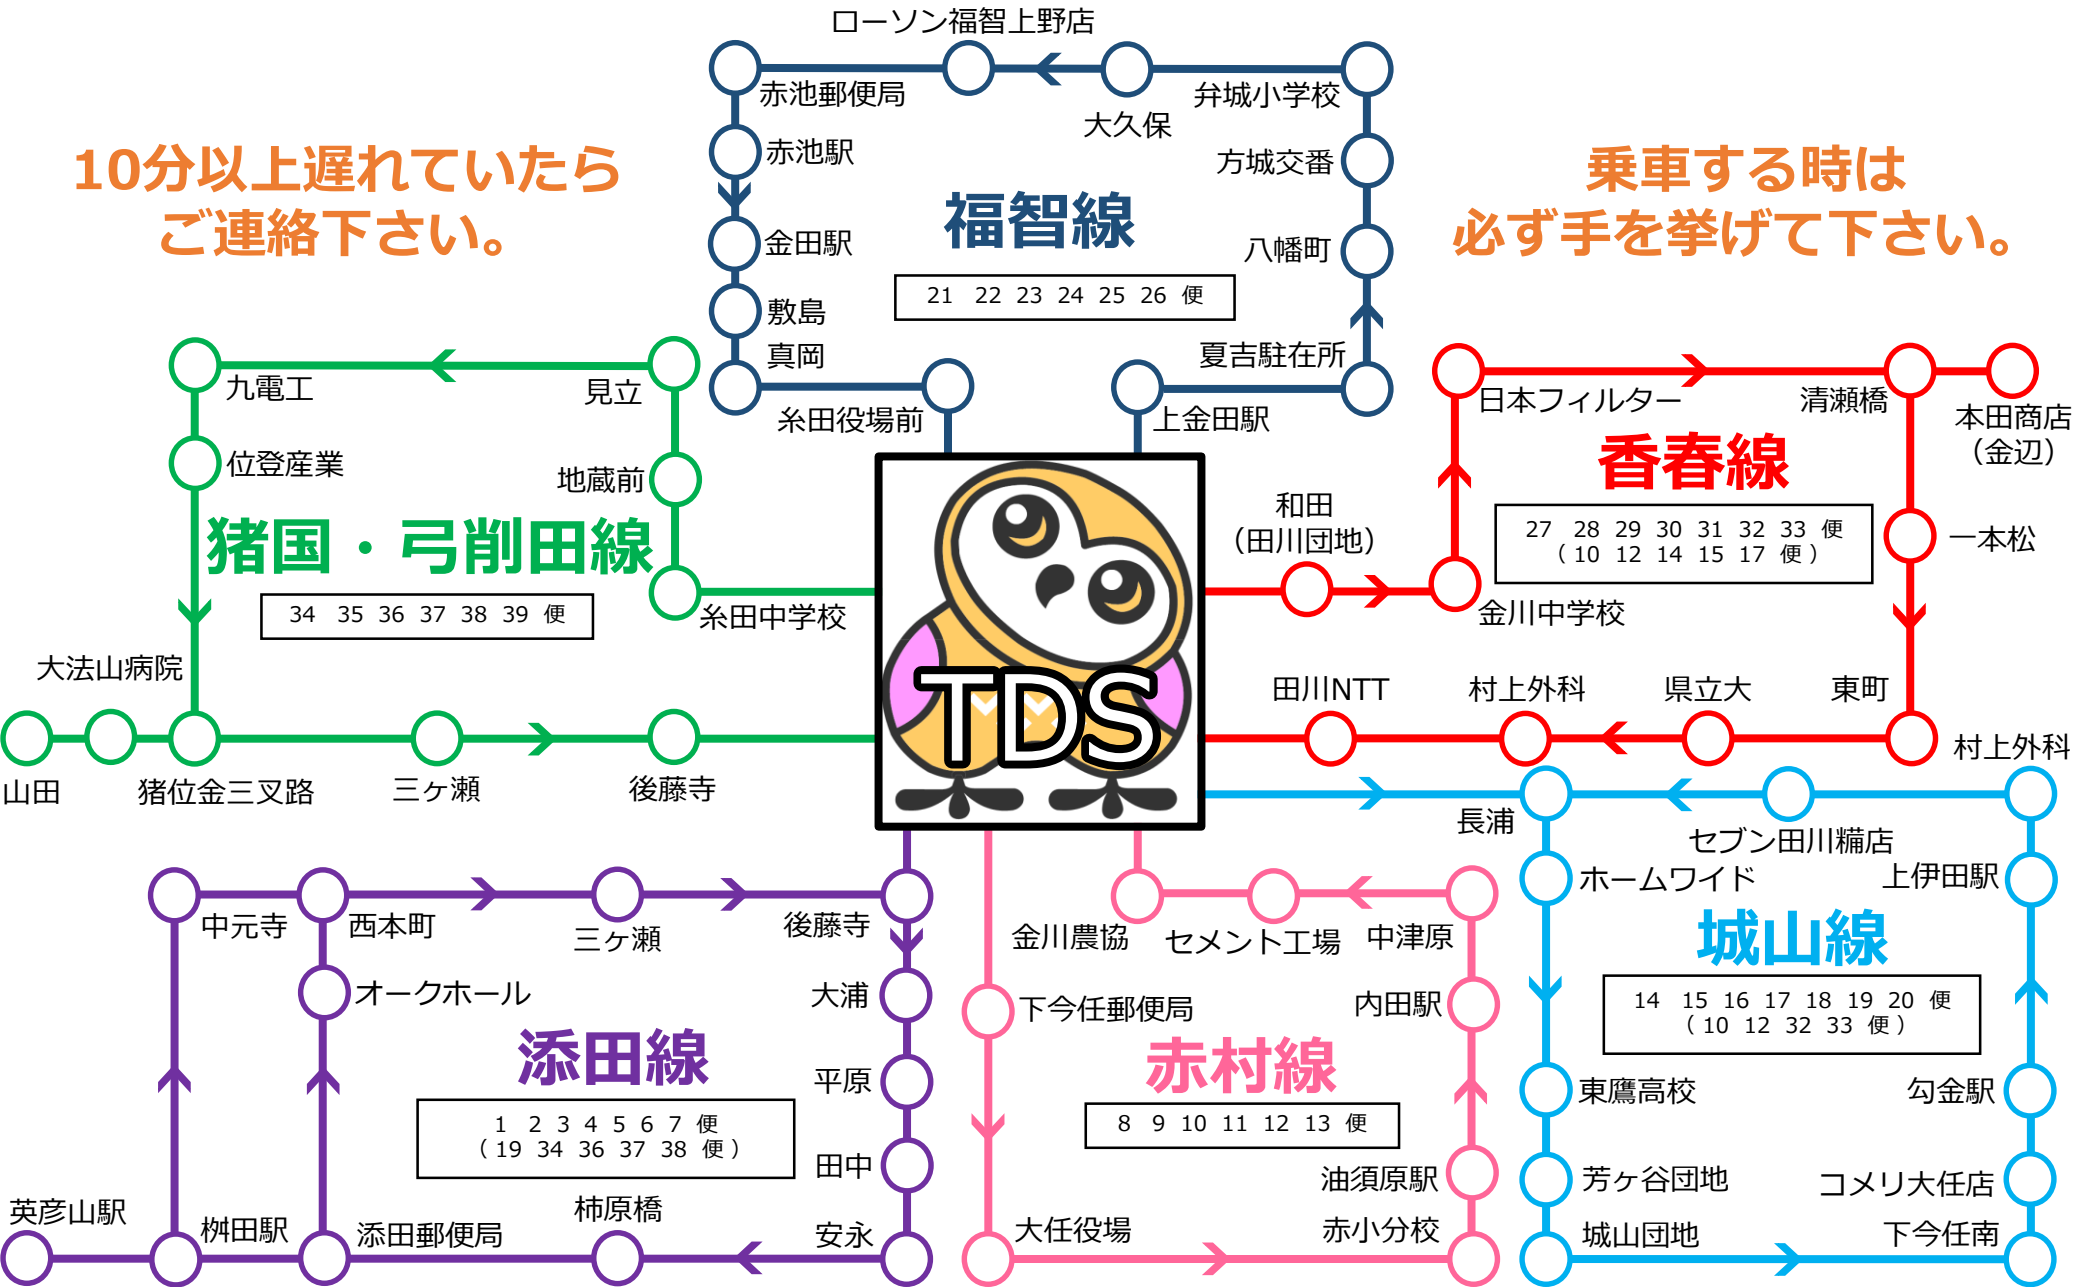 ローソン福智上野店
赤池郵便局
大久保
弁城小学校
10分以上遅れていたら
ご連絡下さい。
赤池駅
方城交番
乗車する時は
必ず手を挙げて下さい。
福智線
金田駅
八幡町
21 22 23 24 25 26 便
敷島
真岡
夏吉駐在所
糸田役場前
上金田駅
九電工
見立
位登産業
地蔵前
猪国・弓削田線
34 35 36 37 38 39 便
糸田中学校
大法山病院
山田
猪位金三叉路
三ヶ瀬
後藤寺
TDS
日本フィルター
清瀬橋
本田商店
（金辺）
香春線
和田
（田川団地）
27 28 29 30 31 32 33 便
（ 10 12 14 15 17 便 ）
一本松
金川中学校
田川NTT
村上外科
県立大
東町
村上外科
長浦
セブン田川糒店
ホームワイド
上伊田駅
城山線
14 15 16 17 18 19 20 便
（ 10 12 32 33 便 ）
東鷹高校
勾金駅
芳ヶ谷団地
コメリ大任店
城山団地
下今任南
中元寺
西本町
三ヶ瀬
後藤寺
オークホール
大浦
添田線
平原
1 2 3 4 5 6 7 便
（ 19 34 36 37 38 便 ）
田中
英彦山駅
桝田駅
添田郵便局
柿原橋
安永
金川農協
セメント工場
中津原
下今任郵便局
内田駅
赤村線
8 9 10 11 12 13 便
油須原駅
大任役場
赤小分校